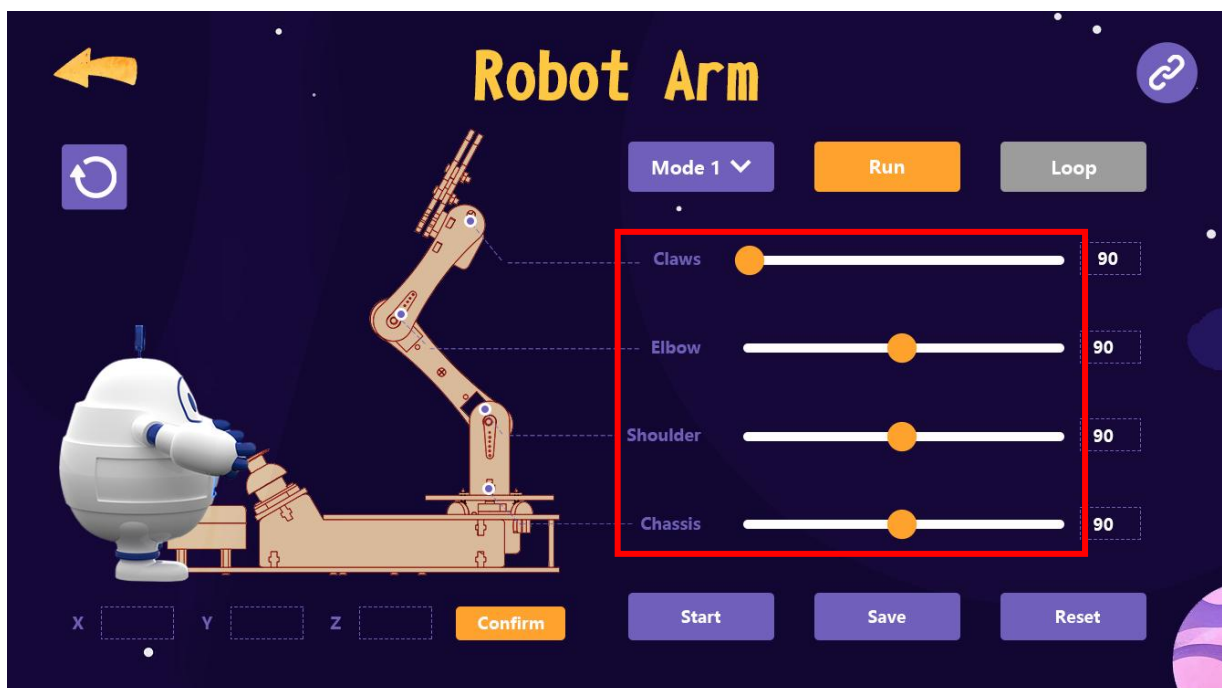 Robot Arm
Mode 1
Run
Loop
Claws
90
Elbow
90
Shoulder
90
Chassis
90
X
Y
Z
Confirm
Start
Save
Reset